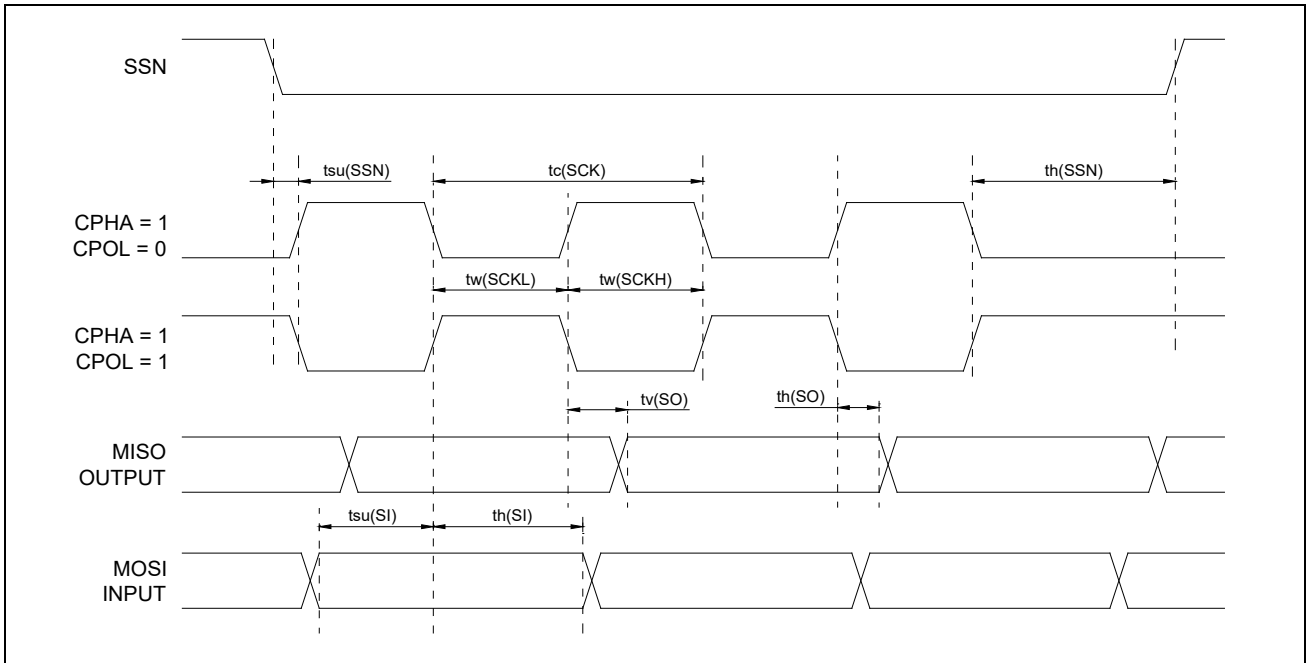 SSN
tsu(SSN)
tc(SCK)
th(SSN)
CPHA = 1
CPOL = 0
tw(SCKL)
tw(SCKH)
CPHA = 1
CPOL = 1
tv(SO)
th(SO)
MISO
OUTPUT
tsu(SI)
th(SI)
MOSI
INPUT